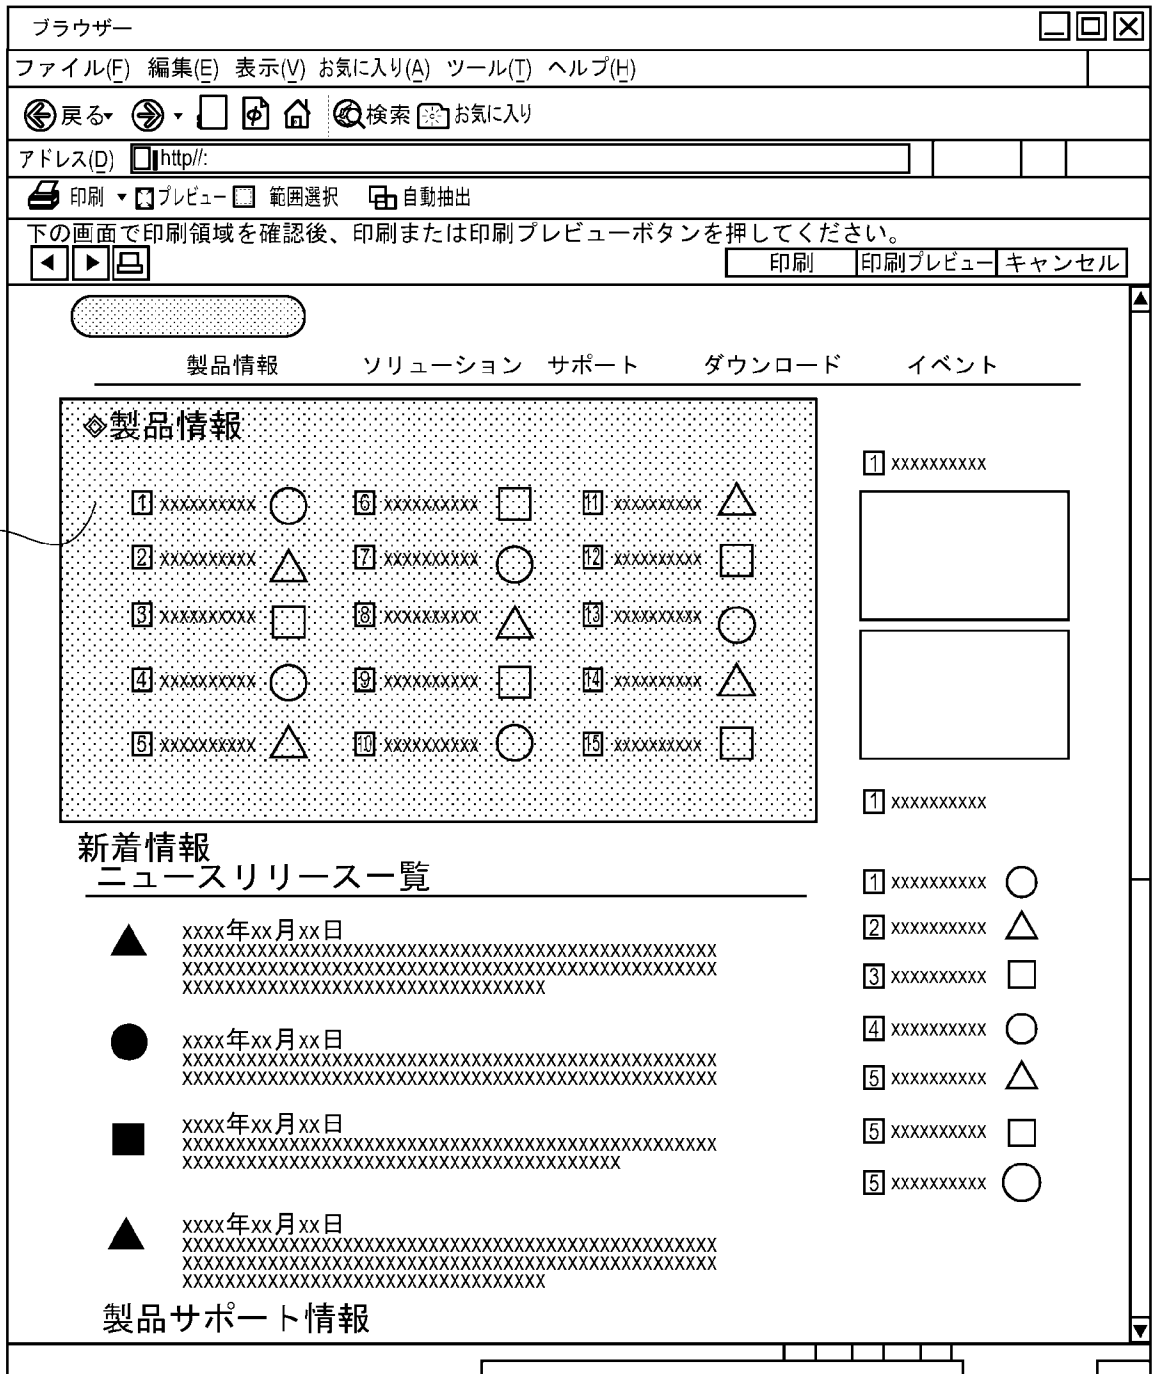 ブラウザー
ファイル(F) 編集(E) 表示(V) お気に入り(A) ツール(T) ヘルプ(H)
戻る 検索 お気に入り
アドレス(D) http//:
印刷 プレビュー 範囲選択 自動抽出
下の画面で印刷領域を確認後、印刷または印刷プレビューボタンを押してください。
印刷 印刷プレビュー キャンセル
製品情報 ソリューション サポート ダウンロード イベント
製品情報
1 xxxxxxxxxx 6 xxxxxxxxxx 11 xxxxxxxxxx
2 xxxxxxxxxx 7 xxxxxxxxxx 12 xxxxxxxxxx
3 xxxxxxxxxx 8 xxxxxxxxxx 13 xxxxxxxxxx
4 xxxxxxxxxx 9 xxxxxxxxxx 14 xxxxxxxxxx
5 xxxxxxxxxx 10 xxxxxxxxxx 15 xxxxxxxxxx
新着情報
ニュースリリース一覧
xxxx年xx月xx日
XXXXXXXXXXXXXXXXXXXXXXXXXXXXXXXXXXXXXXXXXXXXXXXXXX
XXXXXXXXXXXXXXXXXXXXXXXXXXXXXXXXXXXXXXXXXXXXXXXXXX
XXXXXXXXXXXXXXXXXXXXXXXXXXXXXXXXXX
xxxx年xx月xx日
XXXXXXXXXXXXXXXXXXXXXXXXXXXXXXXXXXXXXXXXXXXXXXXXXX
XXXXXXXXXXXXXXXXXXXXXXXXXXXXXXXXXXXXXXXXXXXXXXXXXX
xxxx年xx月xx日
XXXXXXXXXXXXXXXXXXXXXXXXXXXXXXXXXXXXXXXXXXXXXXXXXX
XXXXXXXXXXXXXXXXXXXXXXXXXXXXXXXXXXXXXXXXX
xxxx年xx月xx日
XXXXXXXXXXXXXXXXXXXXXXXXXXXXXXXXXXXXXXXXXXXXXXXXXX
XXXXXXXXXXXXXXXXXXXXXXXXXXXXXXXXXXXXXXXXXXXXXXXXXX
XXXXXXXXXXXXXXXXXXXXXXXXXXXXXXXXXX
製品サポート情報
1 xxxxxxxxxx
1 xxxxxxxxxx
1 xxxxxxxxxx
2 xxxxxxxxxx
3 xxxxxxxxxx
4 xxxxxxxxxx
5 xxxxxxxxxx
5 xxxxxxxxxx
5 xxxxxxxxxx